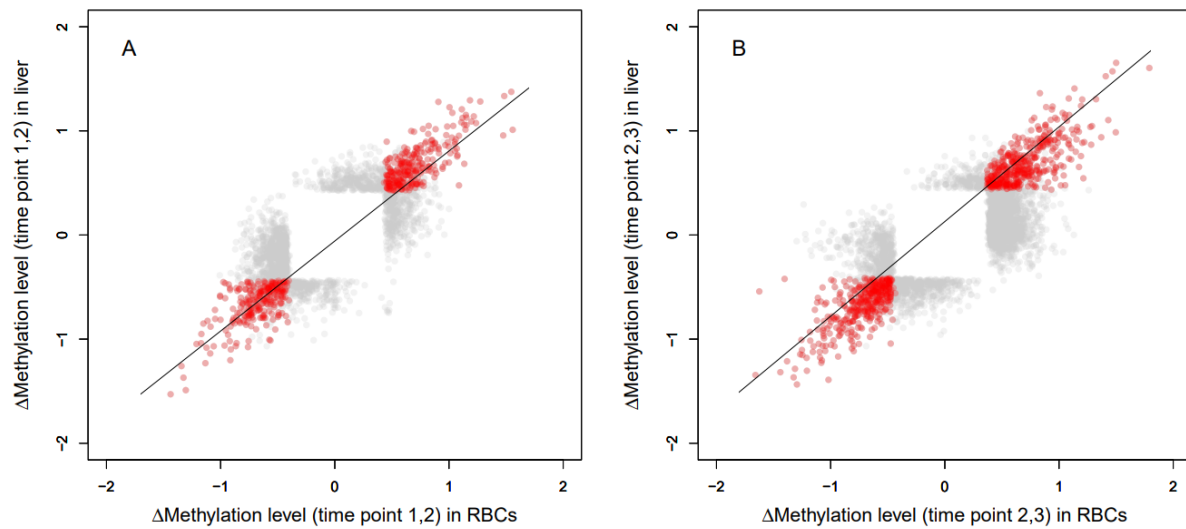 A
2
1
0
−1
−2
ΔMethylation level (time point 1,2) in liver
−2 −1 0 1 2
ΔMethylation level (time point 1,2) in RBCs
B
2
1
0
−1
−2
ΔMethylation level (time point 2,3) in liver
−2 −1 0 1 2
ΔMethylation level (time point 2,3) in RBCs